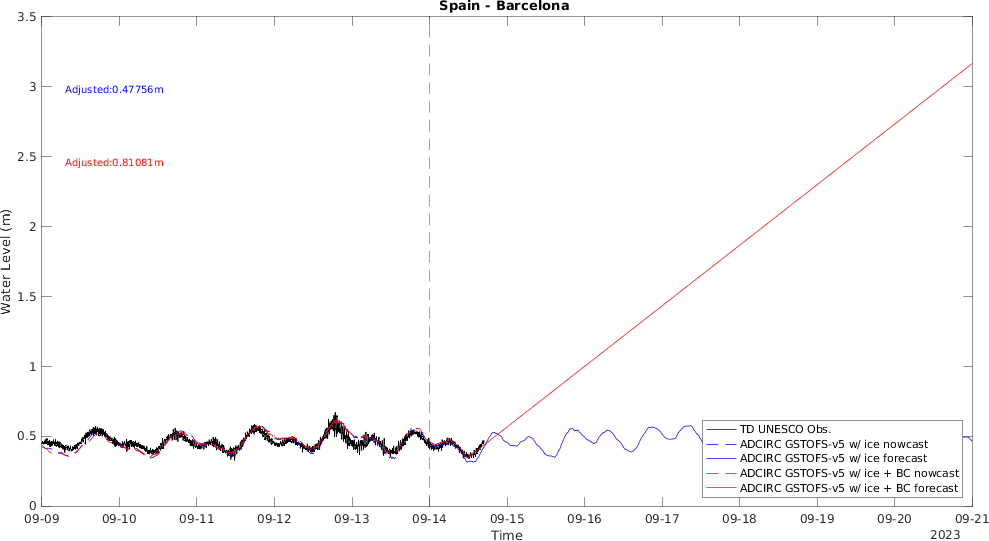 Spain - Barcelona
3.5
3
2.5
2
1.5
1
0.5
0
Water Level (m)
Adjusted:0.47756m
Adjusted:0.81081m
TD UNESCO Obs.
ADCIRC GSTOFS-v5 w/ ice nowcast
ADCIRC GSTOFS-v5 w/ ice forecast
ADCIRC GSTOFS-v5 w/ ice + BC nowcast
ADCIRC GSTOFS-v5 w/ ice + BC forecast
09-09 09-10 09-11 09-12 09-13 09-14 09-15 09-16 09-17 09-18 09-19 09-20 09-21
Time
2023